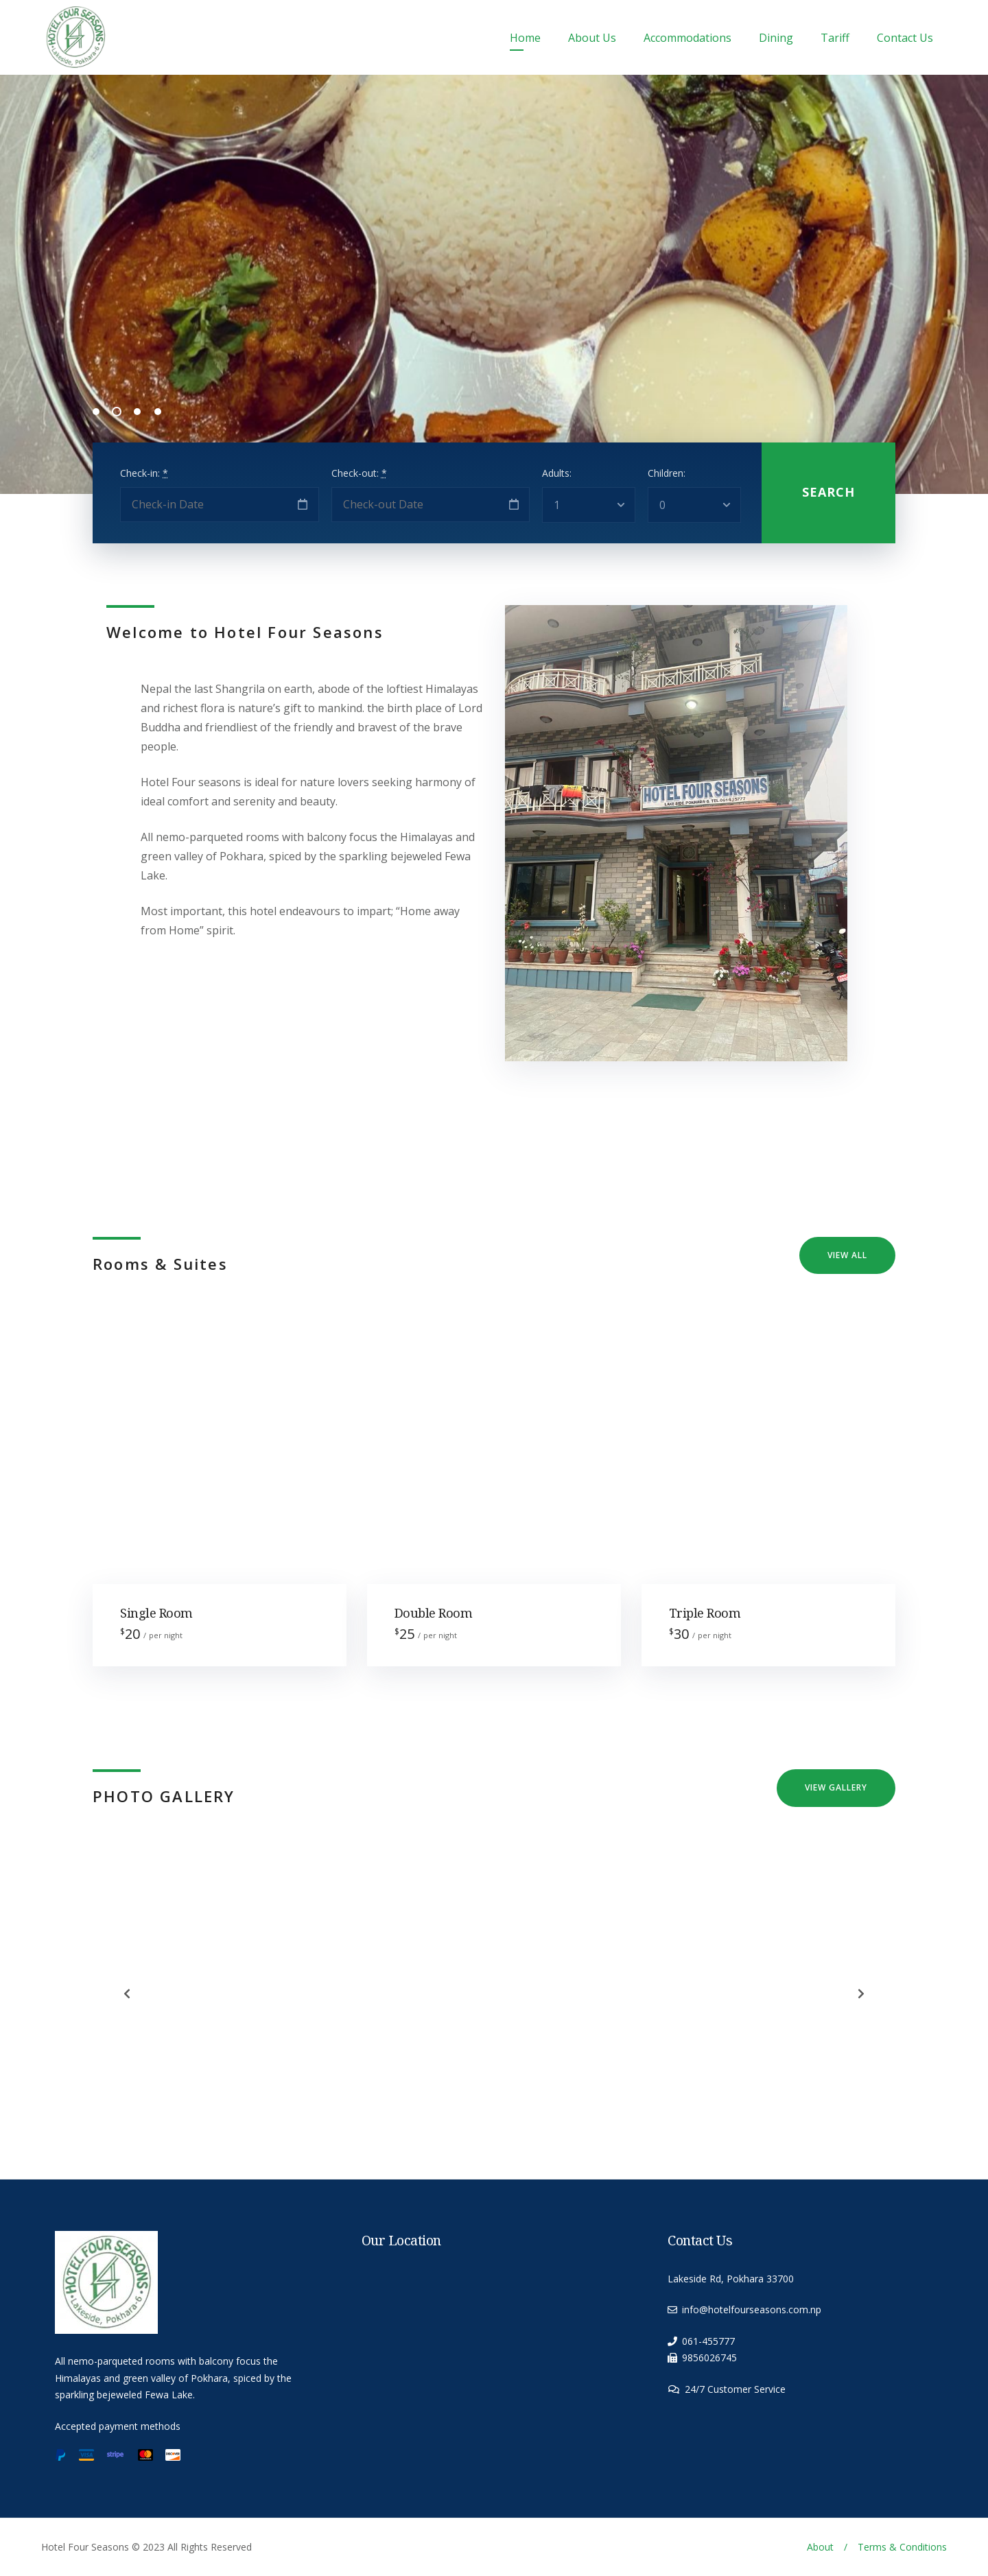 HOTEL FOUR SEASONS
Lakeside, Pokhara-6
Home
About Us
Accommodations
Dining
Tariff
Contact Us
Check-in: *
Check-in Date
Check-out: *
Check-out Date
Adults:
1
Children:
0
SEARCH
Welcome to Hotel Four Seasons
Nepal the last Shangrila on earth, abode of the loftiest Himalayas
and richest flora is nature’s gift to mankind. the birth place of Lord
Buddha and friendliest of the friendly and bravest of the brave
people.
Hotel Four seasons is ideal for nature lovers seeking harmony of
ideal comfort and serenity and beauty.
All nemo-parqueted rooms with balcony focus the Himalayas and
green valley of Pokhara, spiced by the sparkling bejeweled Fewa
Lake.
Most important, this hotel endeavours to impart; “Home away
from Home” spirit.
HOTEL FOUR SEASONS
Rooms & Suites
VIEW ALL
Single Room
$20 / per night
Double Room
$25 / per night
Triple Room
$30 / per night
PHOTO GALLERY
VIEW GALLERY
HOTEL FOUR SEASONS
Lakeside, Pokhara-6
All nemo-parqueted rooms with balcony focus the
Himalayas and green valley of Pokhara, spiced by the
sparkling bejeweled Fewa Lake.
Accepted payment methods
VISA
stripe
Our Location
Contact Us
Lakeside Rd, Pokhara 33700
info@hotelfourseasons.com.np
061-455777
9856026745
24/7 Customer Service
Hotel Four Seasons © 2023 All Rights Reserved
About / Terms & Conditions